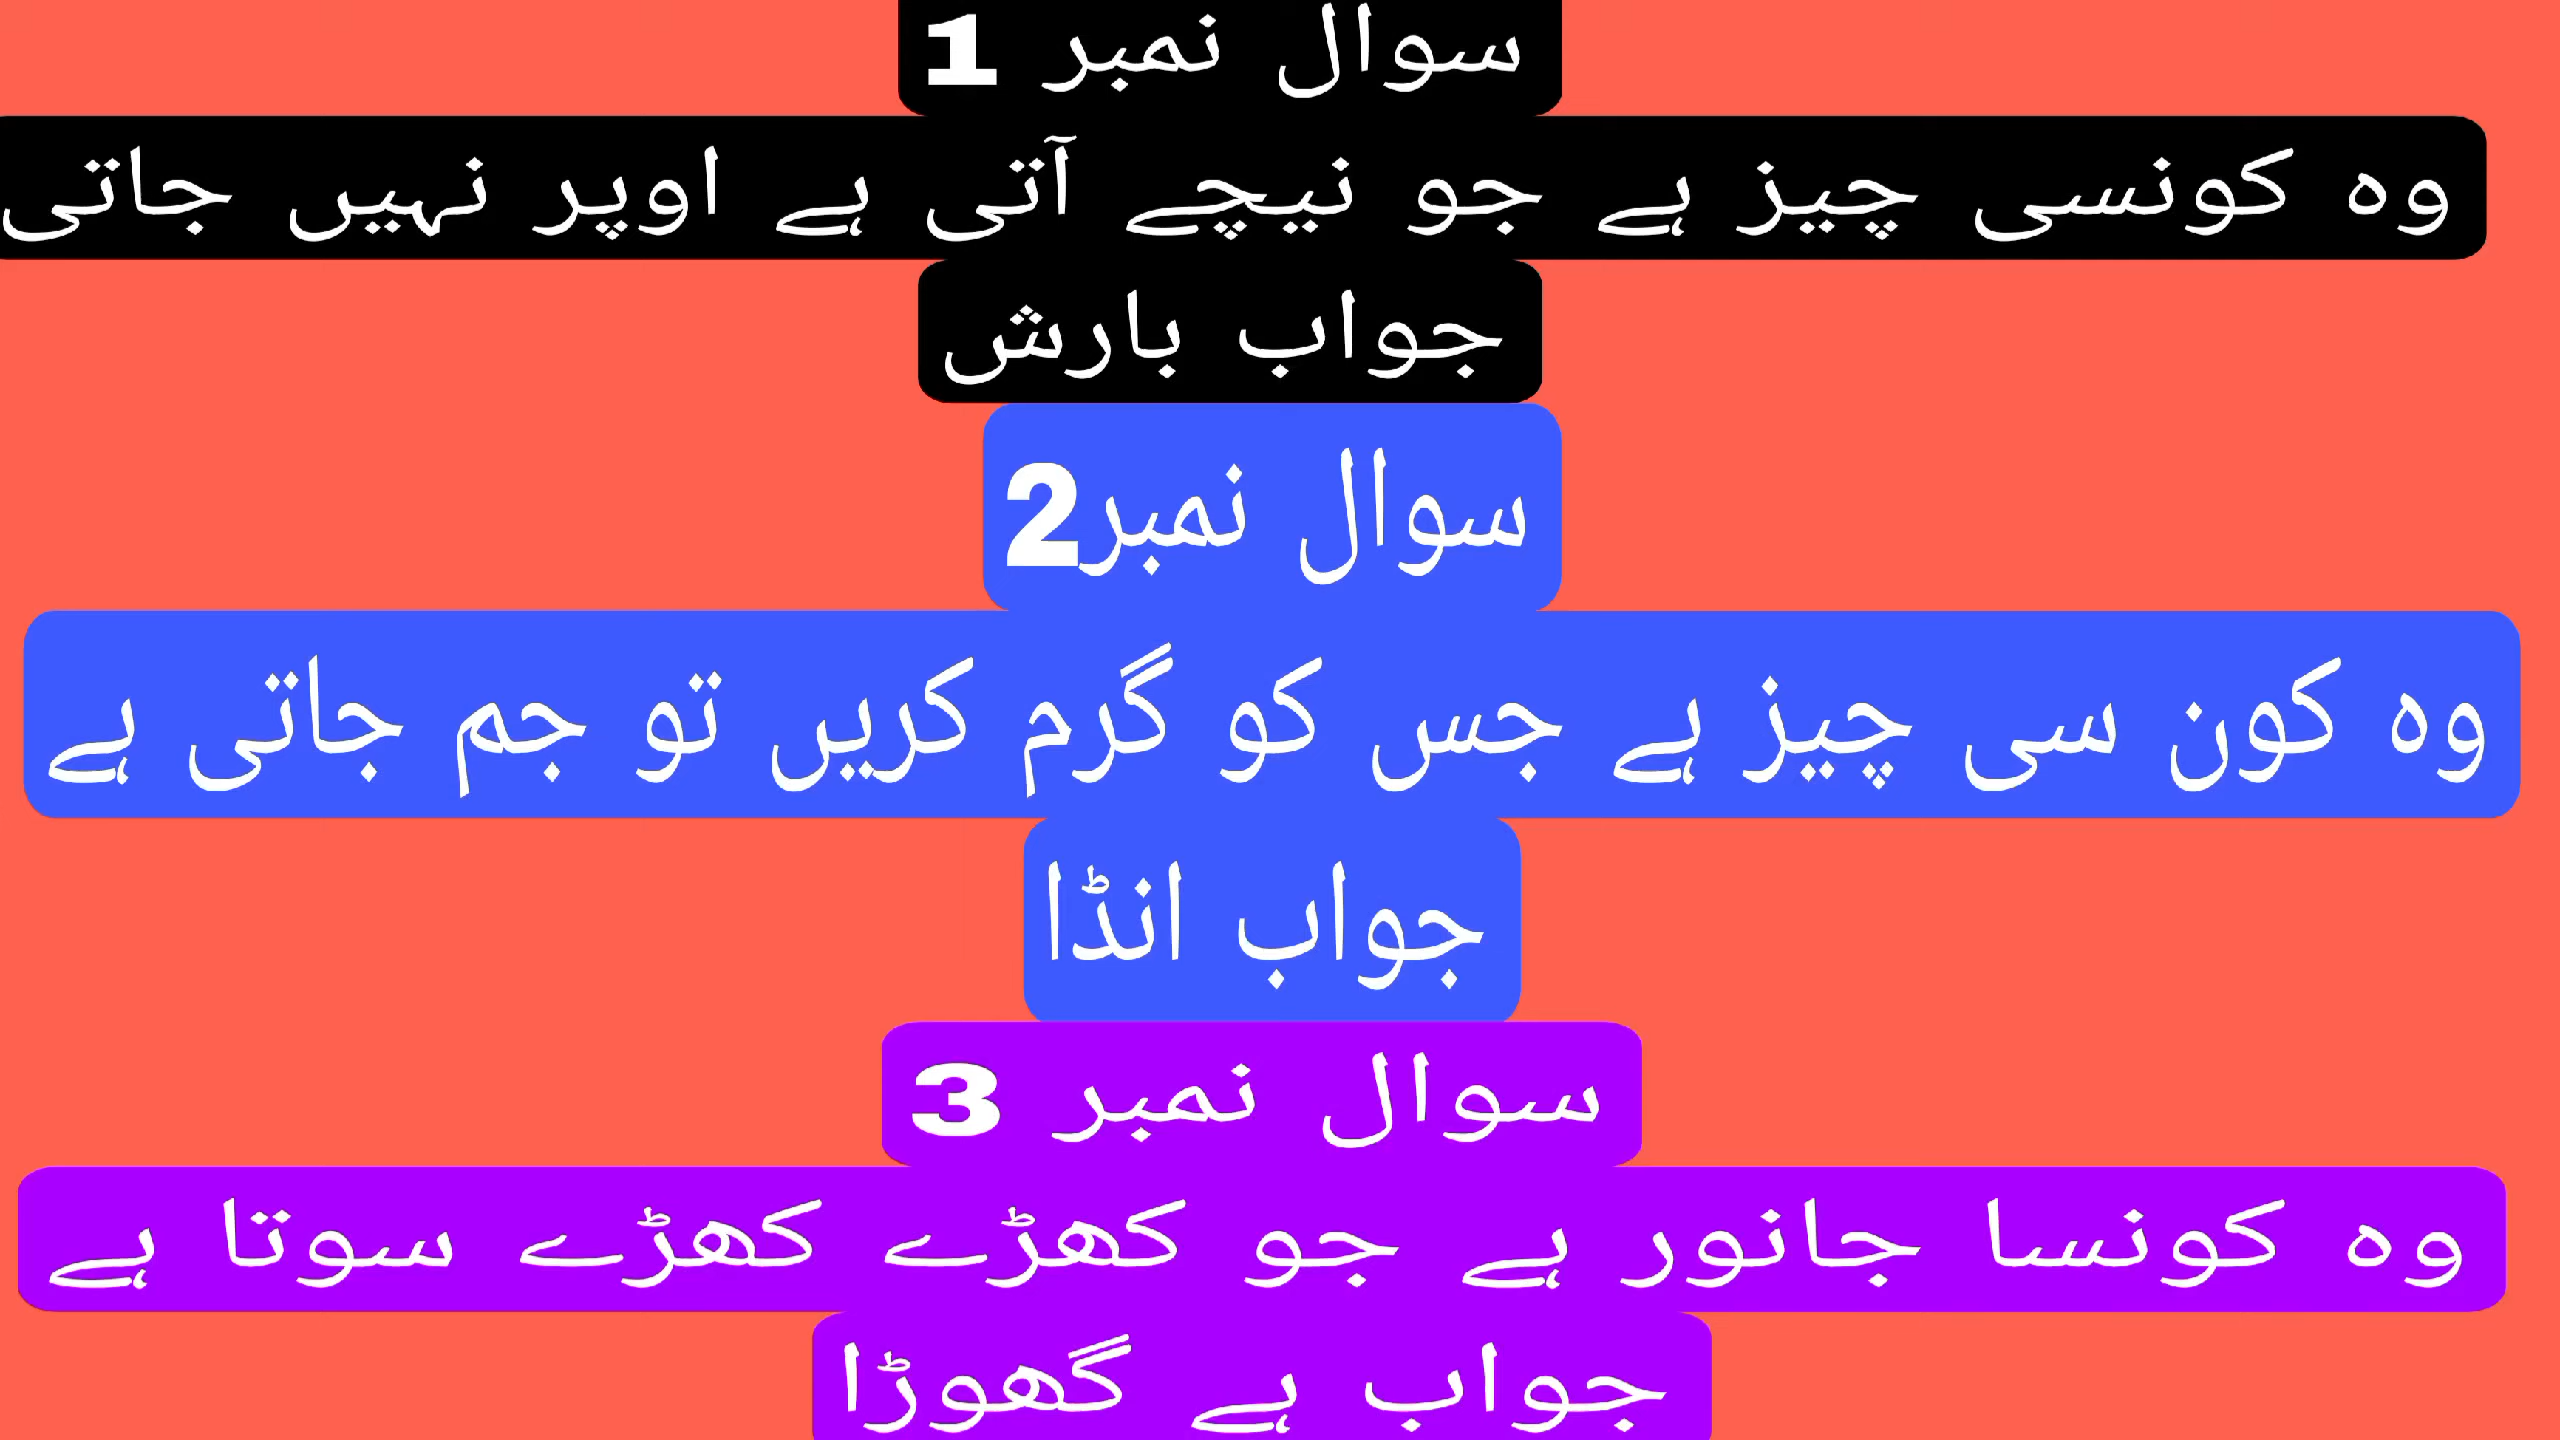 سوال نمبر 1
وہ کونسی چیز ہے جو نیچے آتی ہے اوپر نہیں جاتی
جواب بارش
سوال نمبر2
وہ کون سی چیز ہے جس کو گرم کریں تو جم جاتی ہے
جواب انڈا
سوال نمبر 3
وہ کونسا جانور ہے جو کھڑے کھڑے سوتا ہے
جواب ہے گھوڑا